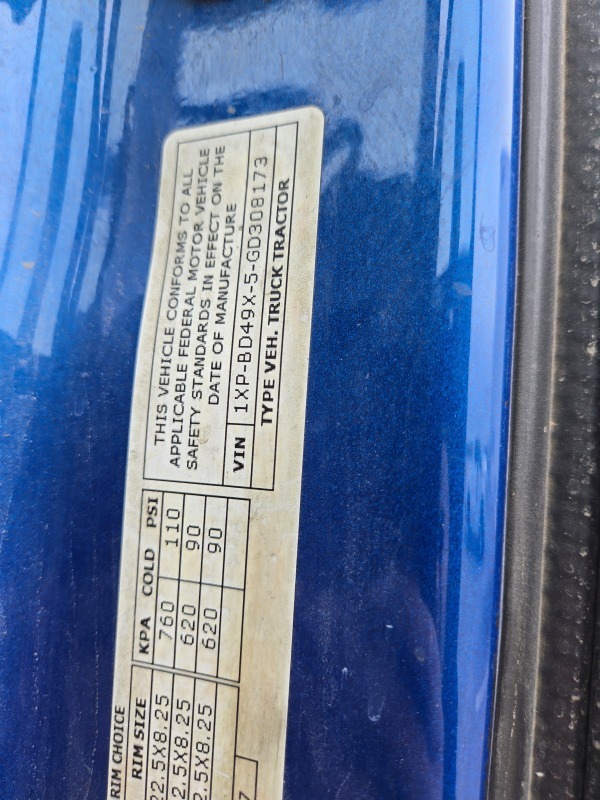 RIM CHOICE
RIM SIZE KPA COLD PSI
22.5X8.25 760 110
2.5X8.25 620 90
2.5X8.25 620 90
7
THIS VEHICLE CONFORMS TO ALL
APPLICABLE FEDERAL MOTOR VEHICLE
SAFETY STANDARDS IN EFFECT ON THE
DATE OF MANUFACTURE
VIN 1XP-BD49X-5-GD308173
TYPE VEH. TRUCK TRACTOR